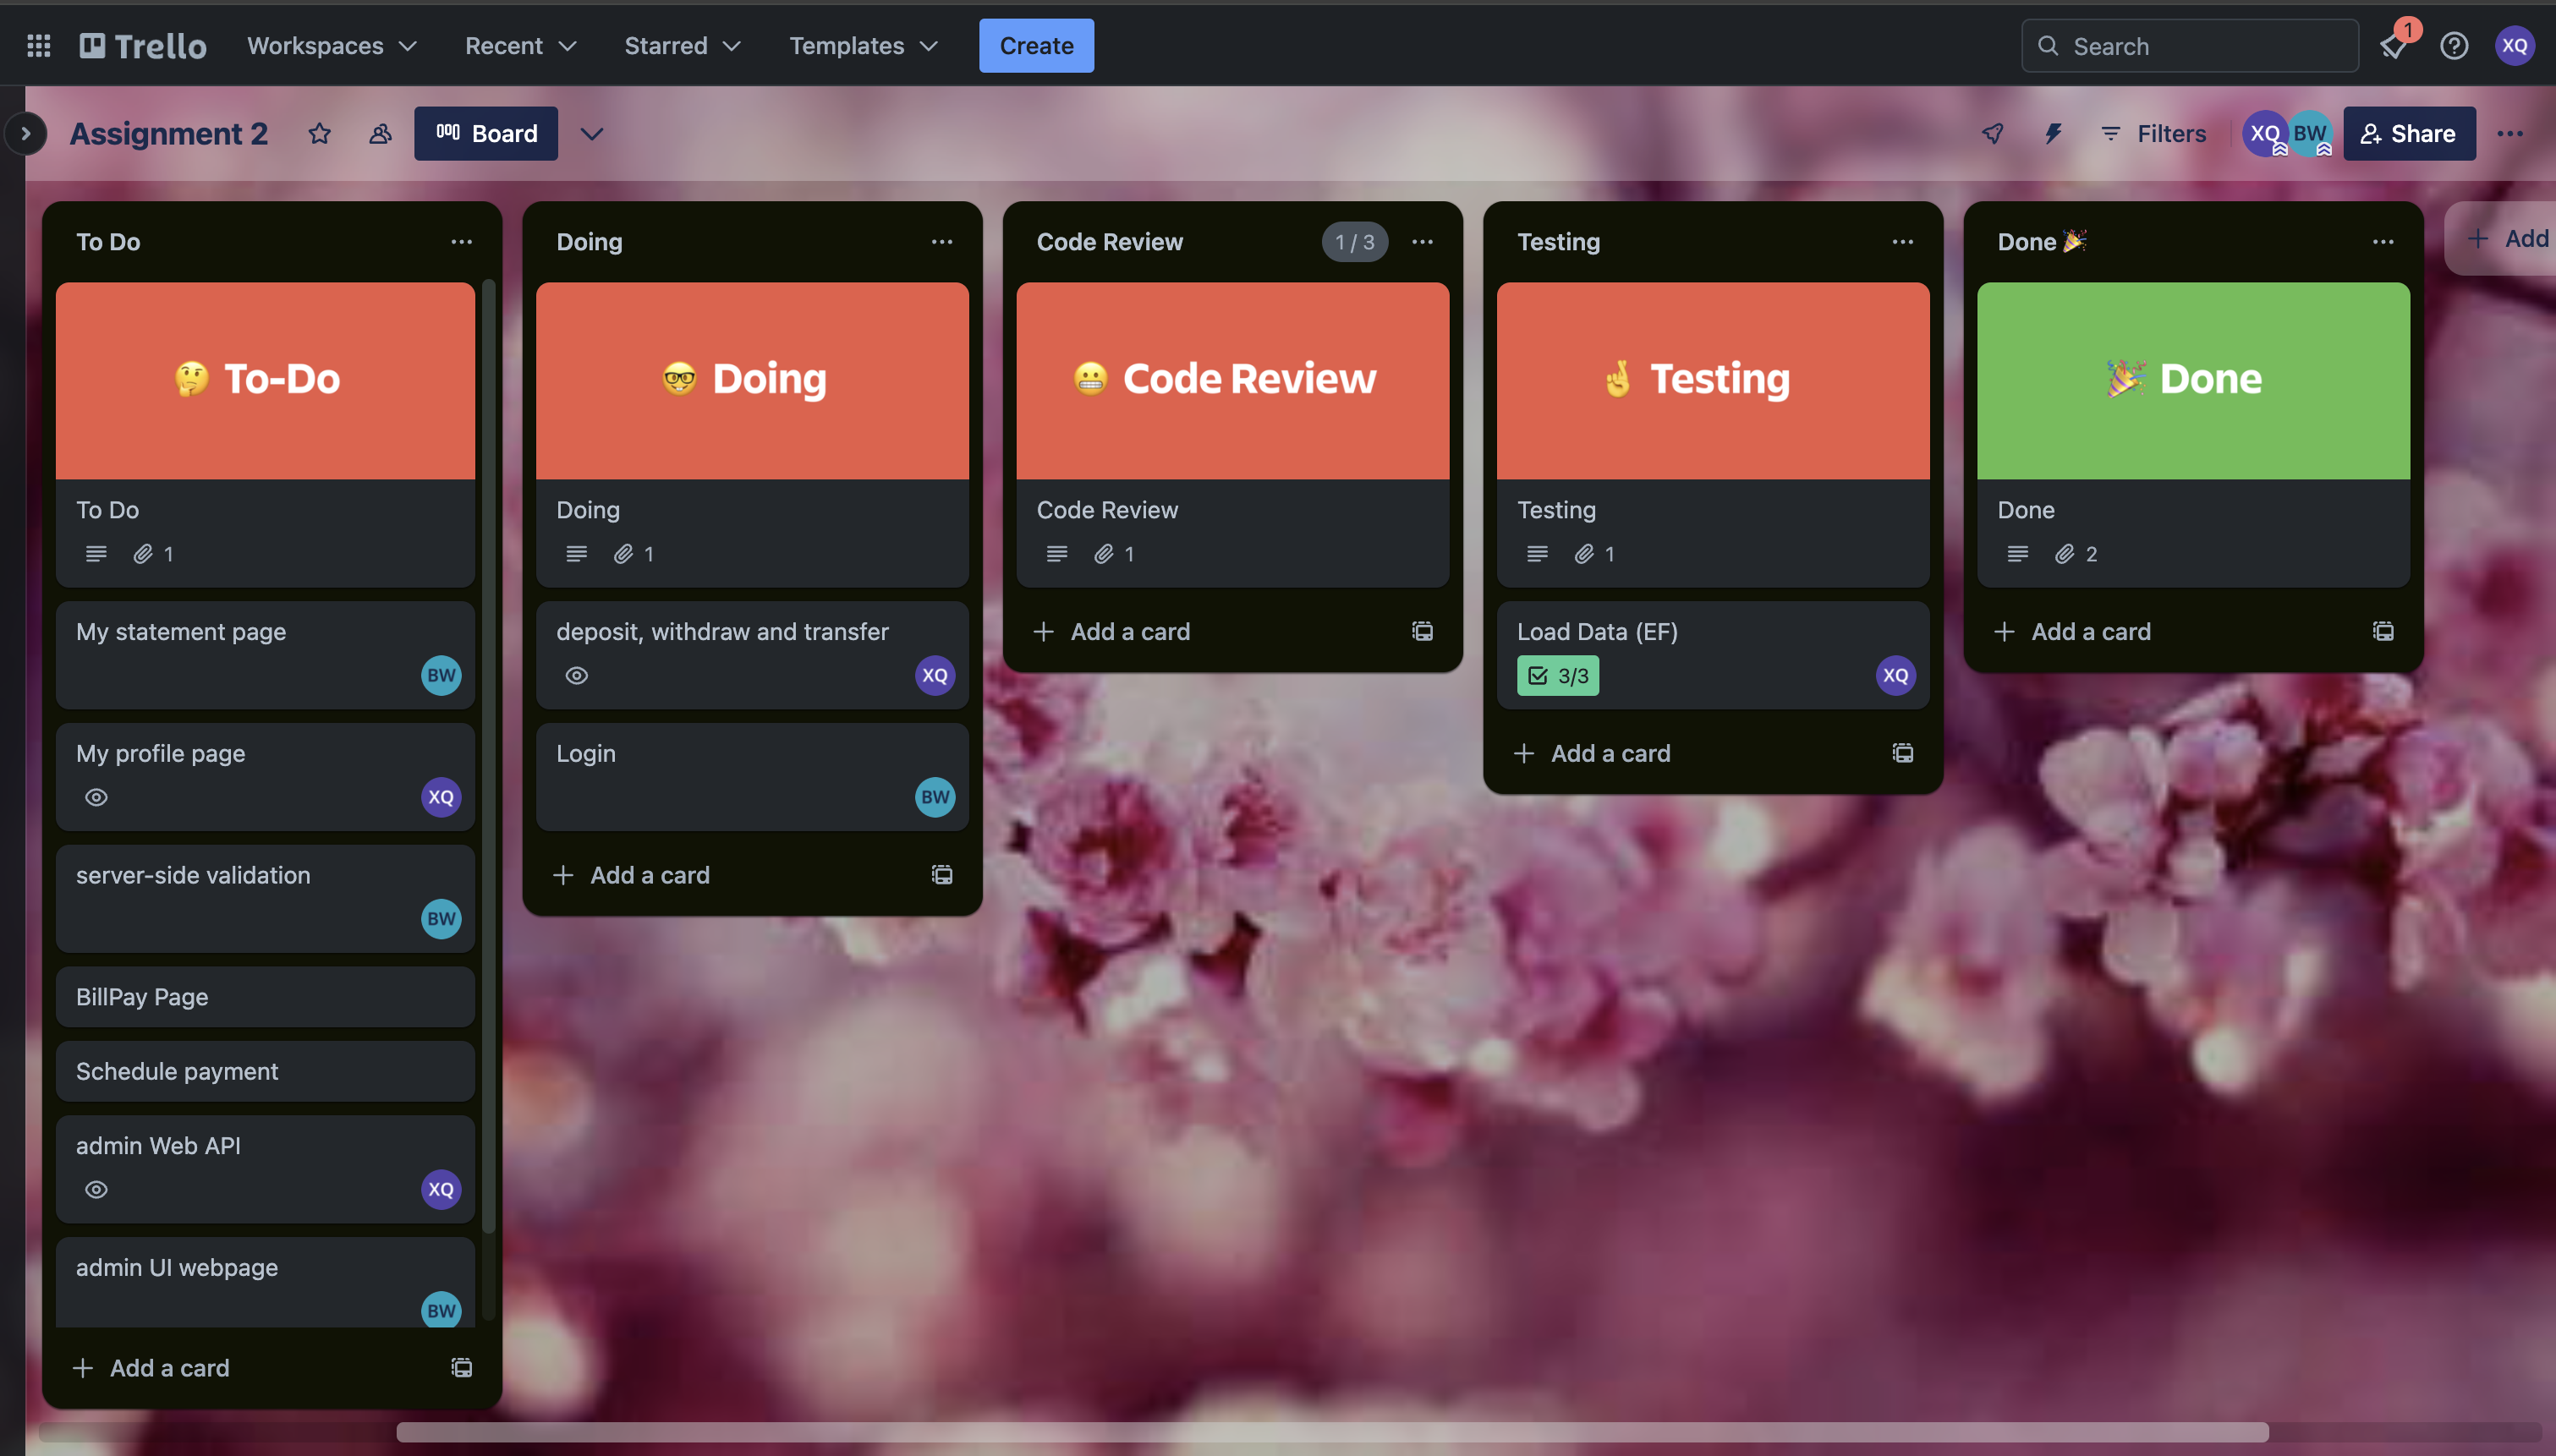 Trello
Workspaces
Recent
Starred
Templates
Create
Search
1
XQ
Assignment 2
Board
Filters
XQ
BW
Share
To Do
🤔 To-Do
To Do
1
My statement page
BW
My profile page
XQ
server-side validation
BW
BillPay Page
Schedule payment
admin Web API
XQ
admin UI webpage
BW
+ Add a card
Doing
🤓 Doing
Doing
1
deposit, withdraw and transfer
XQ
Login
BW
+ Add a card
Code Review
1 / 3
😬 Code Review
Code Review
1
+ Add a card
Testing
🤞 Testing
Testing
1
Load Data (EF)
3/3
XQ
+ Add a card
Done 🎉
🎉 Done
Done
2
+ Add a card
+ Add